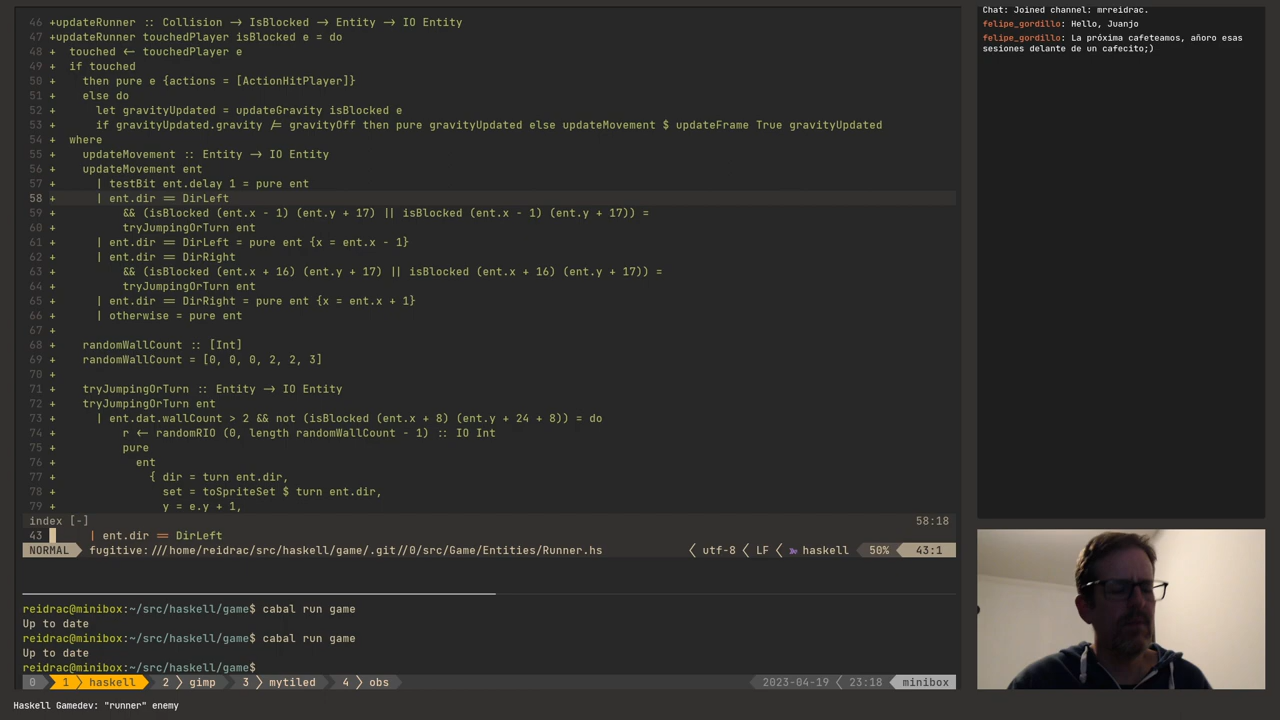 46 +updateRunner :: Collision -> IsBlocked -> Entity -> IO Entity
47 +updateRunner touchedPlayer isBlocked e = do
48 +  touched <- touchedPlayer e
49 +  if touched
50 +    then pure e {actions = [ActionHitPlayer]}
51 +    else do
52 +      let gravityUpdated = updateGravity isBlocked e
53 +      if gravityUpdated.gravity /= gravityOff then pure gravityUpdated else updateMovement $ updateFrame True gravityUpdated
54 +  where
55 +    updateMovement :: Entity -> IO Entity
56 +    updateMovement ent
57 +      | testBit ent.delay 1 = pure ent
58 +      | ent.dir == DirLeft
59 +          && (isBlocked (ent.x - 1) (ent.y + 17) || isBlocked (ent.x - 1) (ent.y + 17)) =
60 +          tryJumpingOrTurn ent
61 +      | ent.dir == DirLeft = pure ent {x = ent.x - 1}
62 +      | ent.dir == DirRight
63 +          && (isBlocked (ent.x + 16) (ent.y + 17) || isBlocked (ent.x + 16) (ent.y + 17)) =
64 +          tryJumpingOrTurn ent
65 +      | ent.dir == DirRight = pure ent {x = ent.x + 1}
66 +      | otherwise = pure ent
67 +
68 +    randomWallCount :: [Int]
69 +    randomWallCount = [0, 0, 0, 2, 2, 3]
70 +
71 +    tryJumpingOrTurn :: Entity -> IO Entity
72 +    tryJumpingOrTurn ent
73 +      | ent.dat.wallCount > 2 && not (isBlocked (ent.x + 8) (ent.y + 24 + 8)) = do
74 +          r <- randomRIO (0, length randomWallCount - 1) :: IO Int
75 +          pure
76 +            ent
77 +              { dir = turn ent.dir,
78 +                set = toSpriteSet $ turn ent.dir,
79 +                y = e.y + 1,
index [-] 58:18
43 | ent.dir == DirLeft
NORMAL fugitive:///home/reidrac/src/haskell/game/.git//0/src/Game/Entities/Runner.hs utf-8 LF haskell 50% 43:1
reidrac@minibox:~/src/haskell/game$ cabal run game
Up to date
reidrac@minibox:~/src/haskell/game$ cabal run game
Up to date
reidrac@minibox:~/src/haskell/game$
0 1 haskell 2 gimp 3 mytiled 4 obs 2023-04-19 23:18 minibox
Haskell Gamedev: "runner" enemy
Chat: Joined channel: mrreidrac.
felipe_gordillo: Hello, Juanjo
felipe_gordillo: La próxima cafeteamos, añoro esas
sesiones delante de un cafecito;)